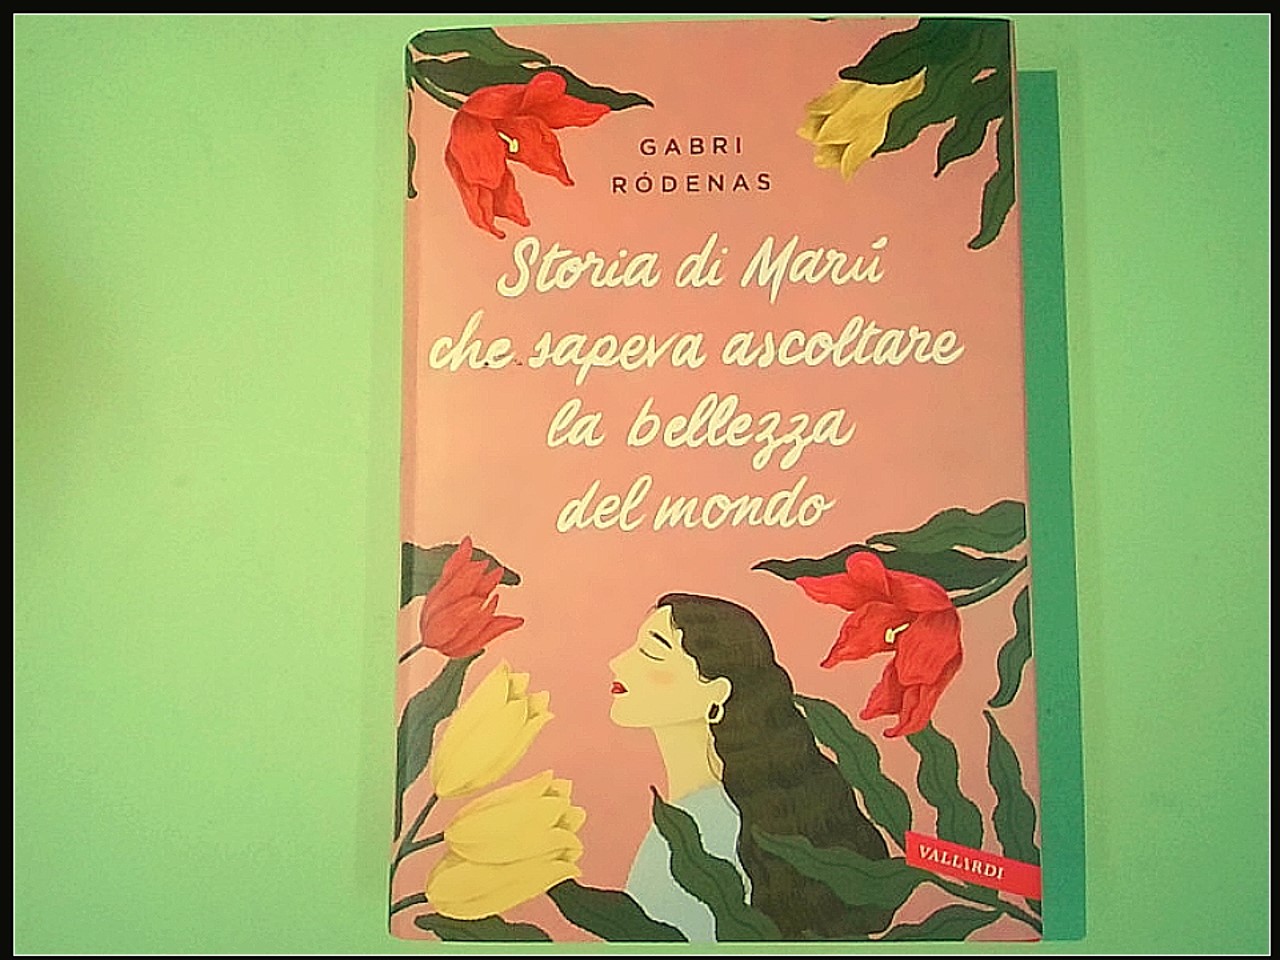 GABRI
RÓDENAS
Storia di Marú
che sapeva ascoltare
la bellezza
del mondo
VALLARDI